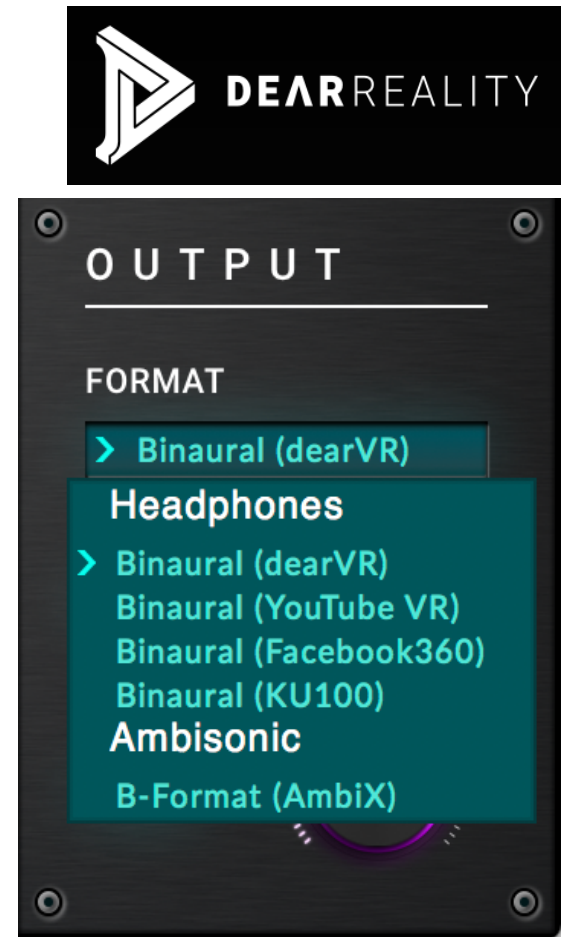 DEARREALITY
OUTPUT
FORMAT
Binaural (dearVR)
Headphones
Binaural (dearVR)
Binaural (YouTube VR)
Binaural (Facebook360)
Binaural (KU100)
Ambisonic
B-Format (AmbiX)